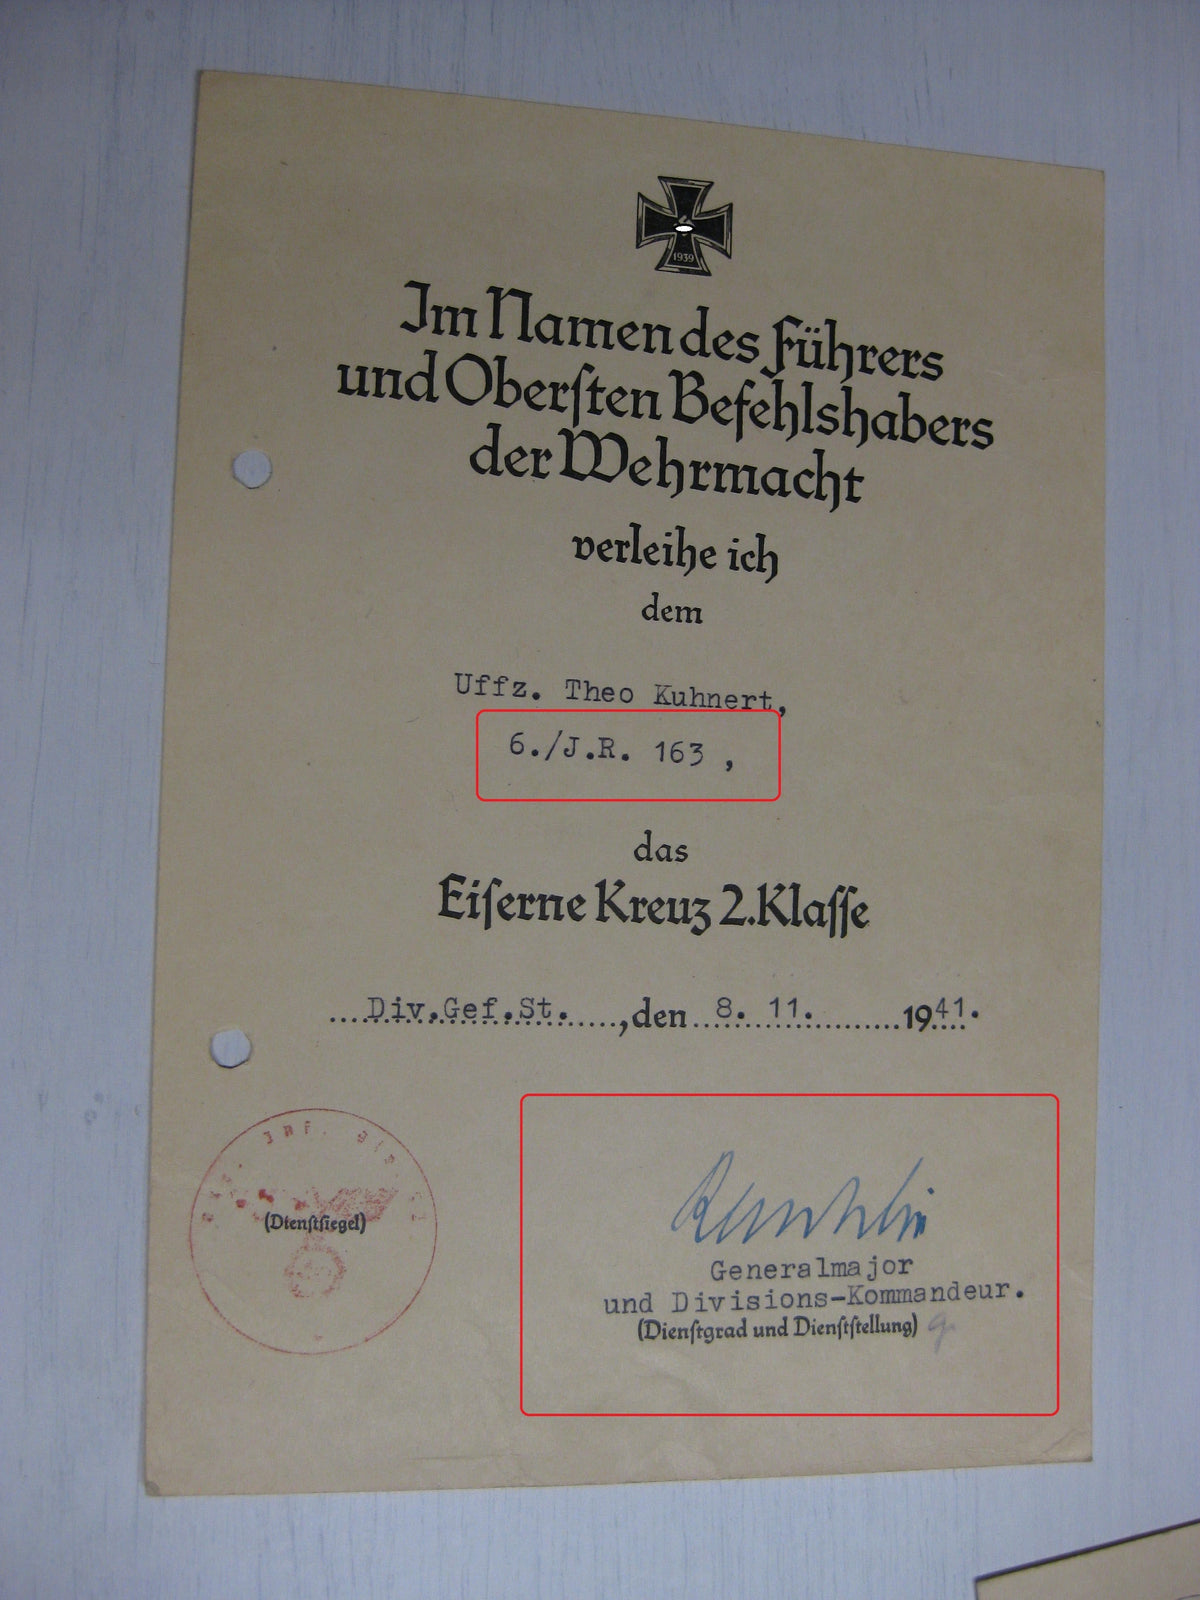 1939
Im Namen des Führers
und Oberſten Befehlshabers
der Wehrmacht
verleihe ich
dem
Uffz. Theo Kuhnert,
6./J.R. 163 ,
das
Eiſerne Kreuz 2.Klaſſe
...Div.Gef.St....., den ...8. 11. ..........1941.
Inf.
(Dienſtſiegel)
Generalmajor
und Divisions-Kommandeur.
(Dienſtgrad und Dienſtſtellung)